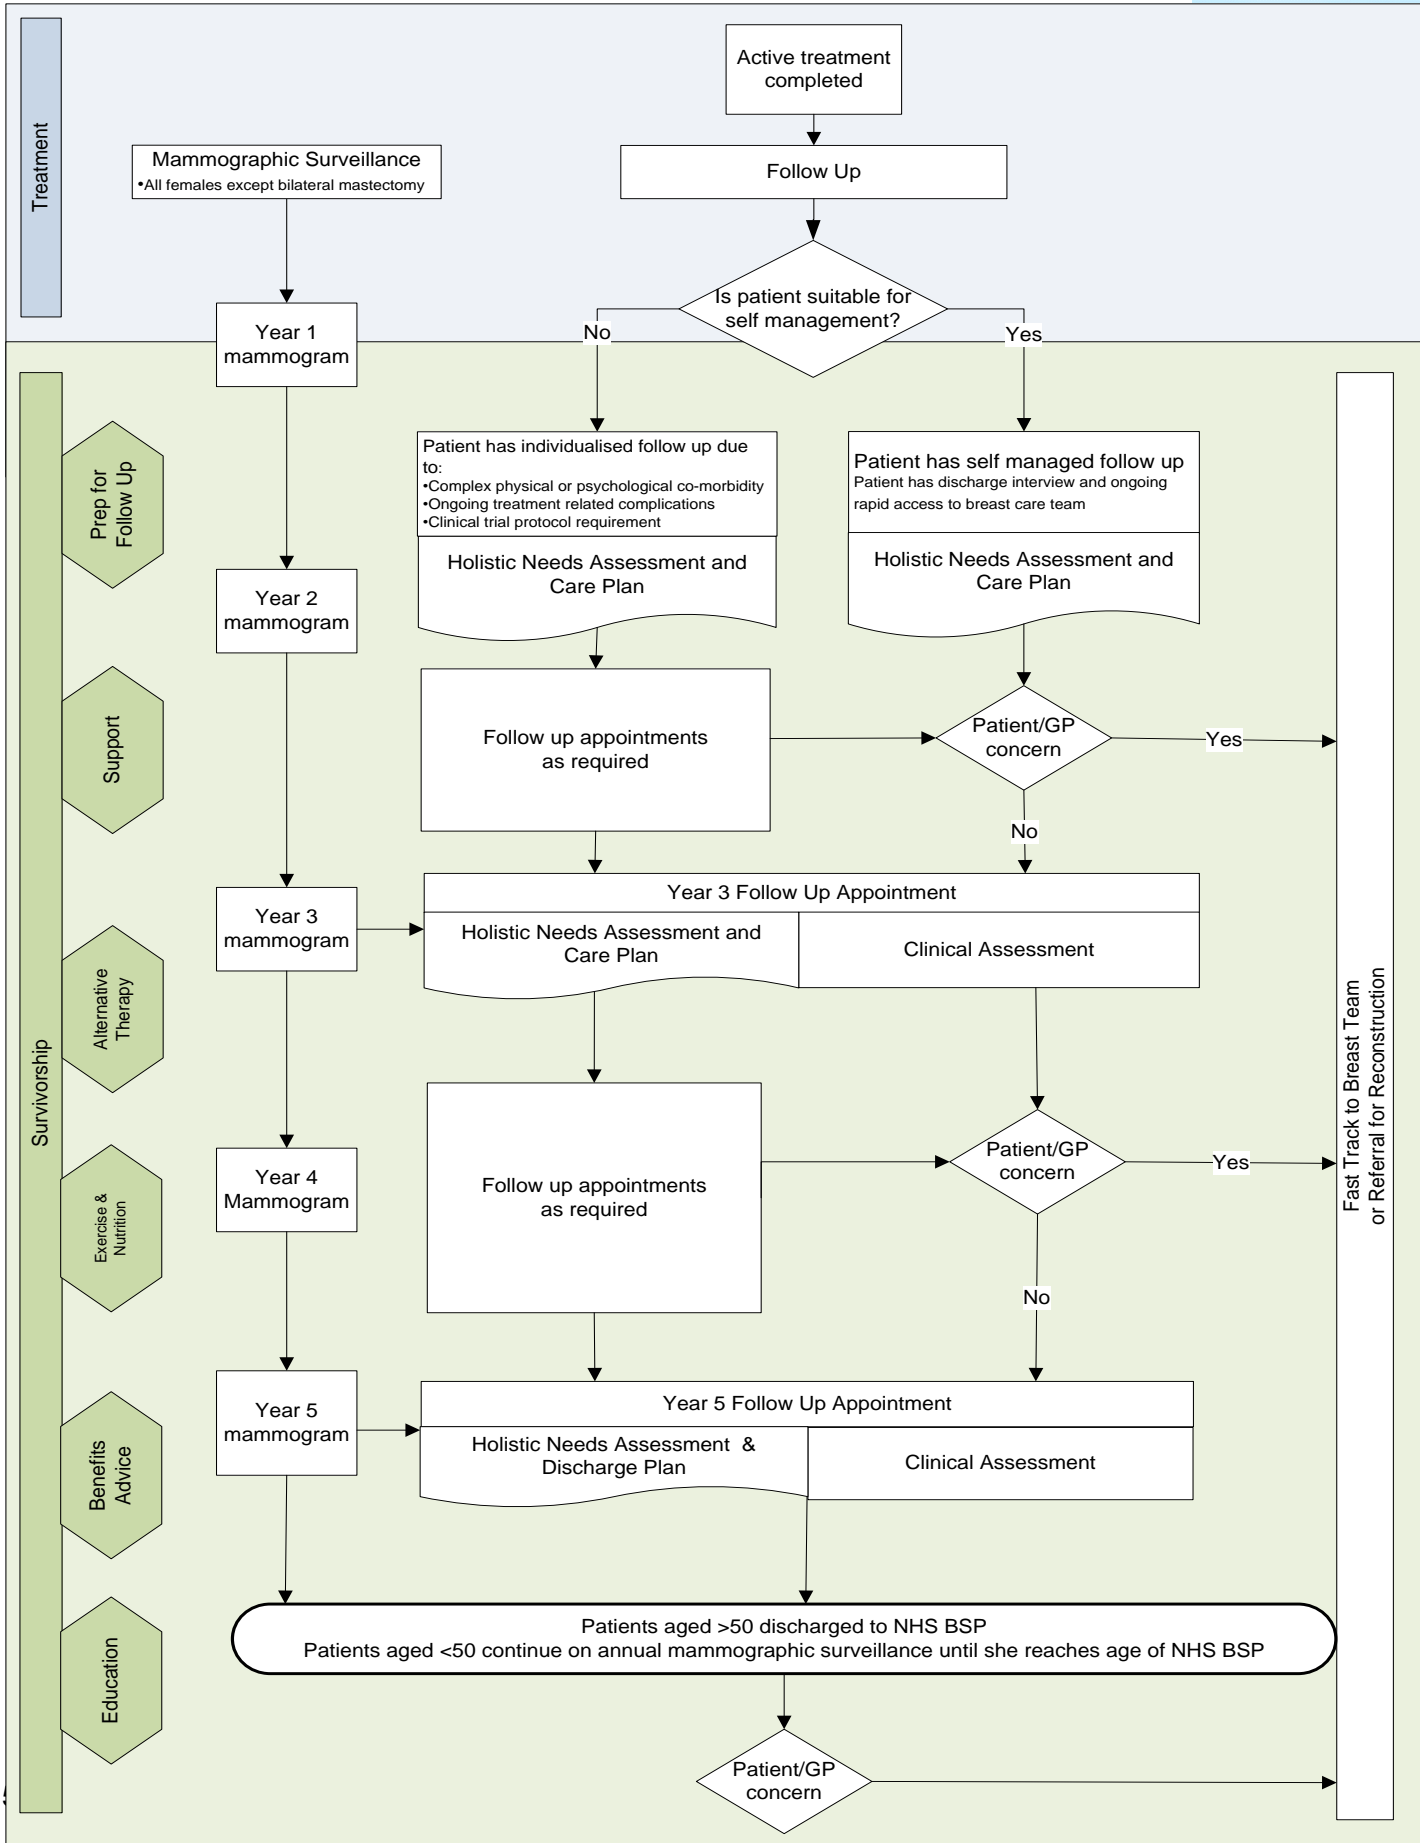 Treatment
Active treatment
completed
Mammographic Surveillance
•All females except bilateral mastectomy
Follow Up
Is patient suitable for
self management?
No
Yes
Year 1
mammogram
Survivorship
Prep for
Follow Up
Support
Alternative
Therapy
Exercise &
Nutrition
Benefits
Advice
Education
Patient has individualised follow up due
to:
•Complex physical or psychological co-morbidity
•Ongoing treatment related complications
•Clinical trial protocol requirement
Holistic Needs Assessment and
Care Plan
Patient has self managed follow up
Patient has discharge interview and ongoing
rapid access to breast care team
Holistic Needs Assessment and
Care Plan
Year 2
mammogram
Follow up appointments
as required
Patient/GP
concern
Yes
No
Year 3
mammogram
Year 3 Follow Up Appointment
Holistic Needs Assessment and
Care Plan
Clinical Assessment
Fast Track to Breast Team
or Referral for Reconstruction
Year 4
Mammogram
Follow up appointments
as required
Patient/GP
concern
Yes
No
Year 5
mammogram
Year 5 Follow Up Appointment
Holistic Needs Assessment &
Discharge Plan
Clinical Assessment
Patients aged >50 discharged to NHS BSP
Patients aged <50 continue on annual mammographic surveillance until she reaches age of NHS BSP
Patient/GP
concern